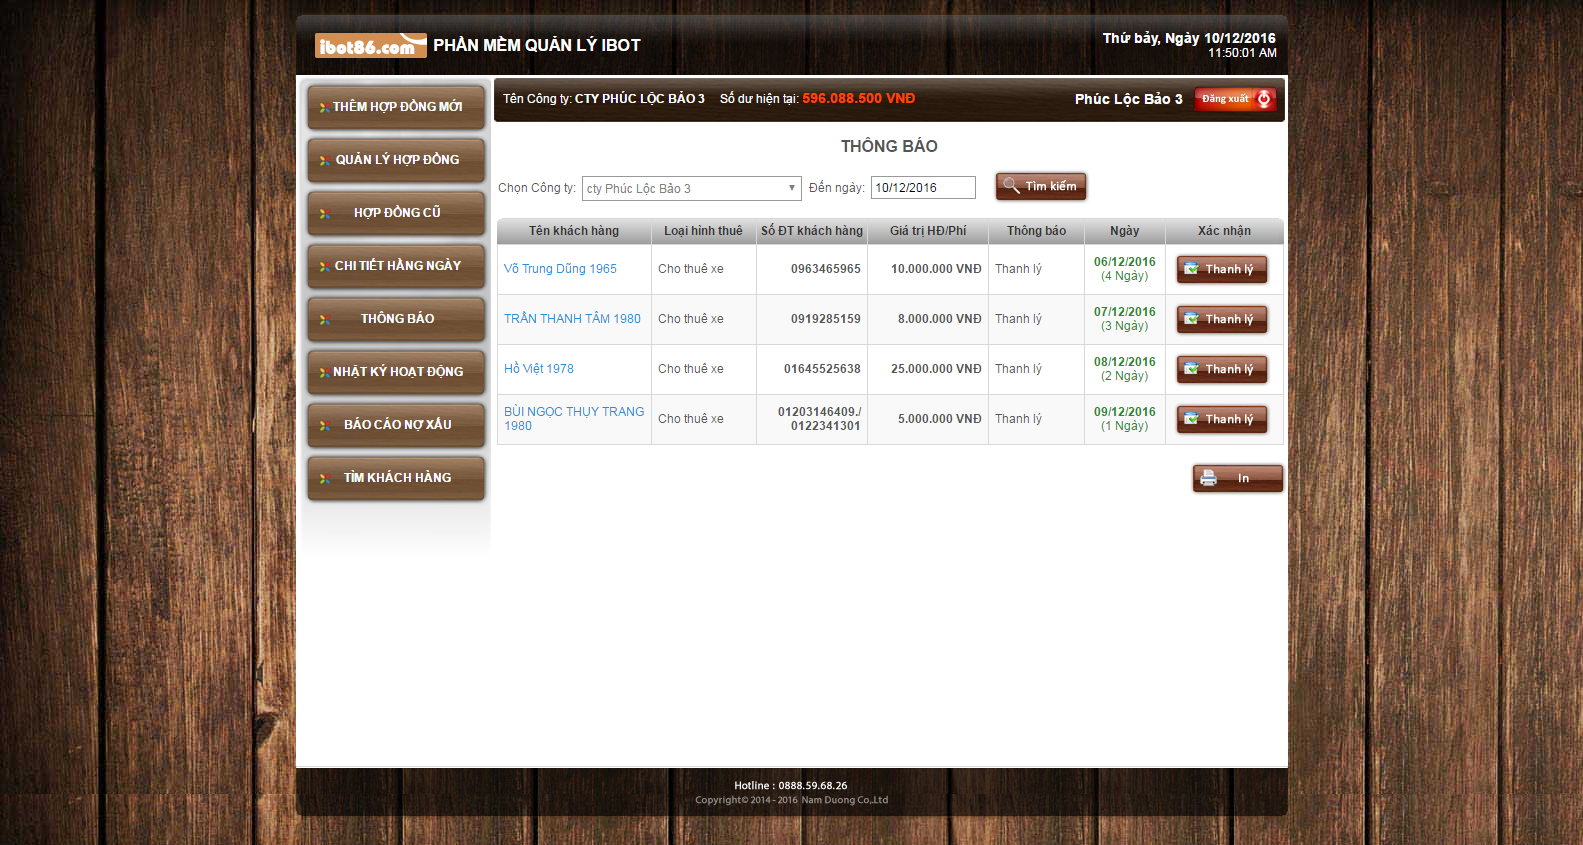 ibot86.com PHẦN MỀM QUẢN LÝ IBOT
Thứ bảy, Ngày 10/12/2016
11:50:01 AM
THÊM HỢP ĐỒNG MỚI
QUẢN LÝ HỢP ĐỒNG
HỢP ĐỒNG CŨ
CHI TIẾT HẰNG NGÀY
THÔNG BÁO
NHẬT KÝ HOẠT ĐỘNG
BÁO CÁO NỢ XẤU
TÌM KHÁCH HÀNG
Tên Công ty: CTY PHÚC LỘC BẢO 3 Số dư hiện tại: 596.088.500 VNĐ Phúc Lộc Bảo 3 Đăng xuất
THÔNG BÁO
Chọn Công ty: cty Phúc Lộc Bảo 3 Đến ngày: 10/12/2016 Tìm kiếm
Tên khách hàng Loại hình thuê Số ĐT khách hàng Giá trị HĐ/Phí Thông báo Ngày Xác nhận
Võ Trung Dũng 1965 Cho thuê xe 0963465965 10.000.000 VNĐ Thanh lý 06/12/2016 (4 Ngày) Thanh lý
TRẦN THANH TÂM 1980 Cho thuê xe 0919285159 8.000.000 VNĐ Thanh lý 07/12/2016 (3 Ngày) Thanh lý
Hồ Việt 1978 Cho thuê xe 01645525638 25.000.000 VNĐ Thanh lý 08/12/2016 (2 Ngày) Thanh lý
BÙI NGỌC THỤY TRANG 1980 Cho thuê xe 01203146409./ 0122341301 5.000.000 VNĐ Thanh lý 09/12/2016 (1 Ngày) Thanh lý
In
Hotline : 0888.59.68.26
Copyright© 2014 - 2016 Nam Duong Co,.Ltd